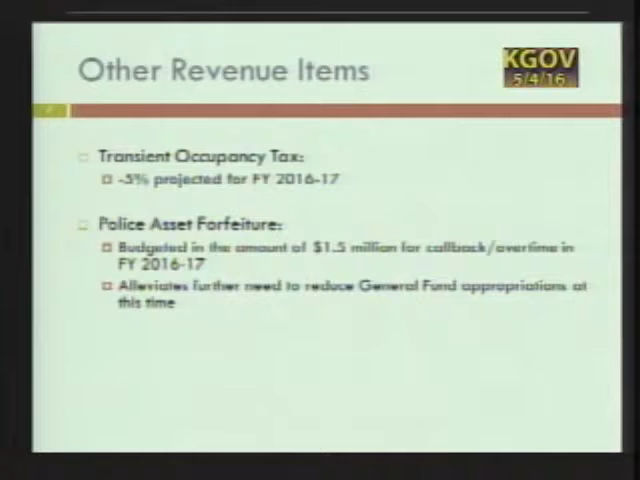 Other Revenue Items
KGOV
5/4/16
Transient Occupancy Tax:
-5% projected for FY 2016-17
Police Asset Forfeiture:
Budgeted in the amount of $1.5 million for callback/overtime in
FY 2016-17
Alleviates further need to reduce General Fund appropriations at
this time